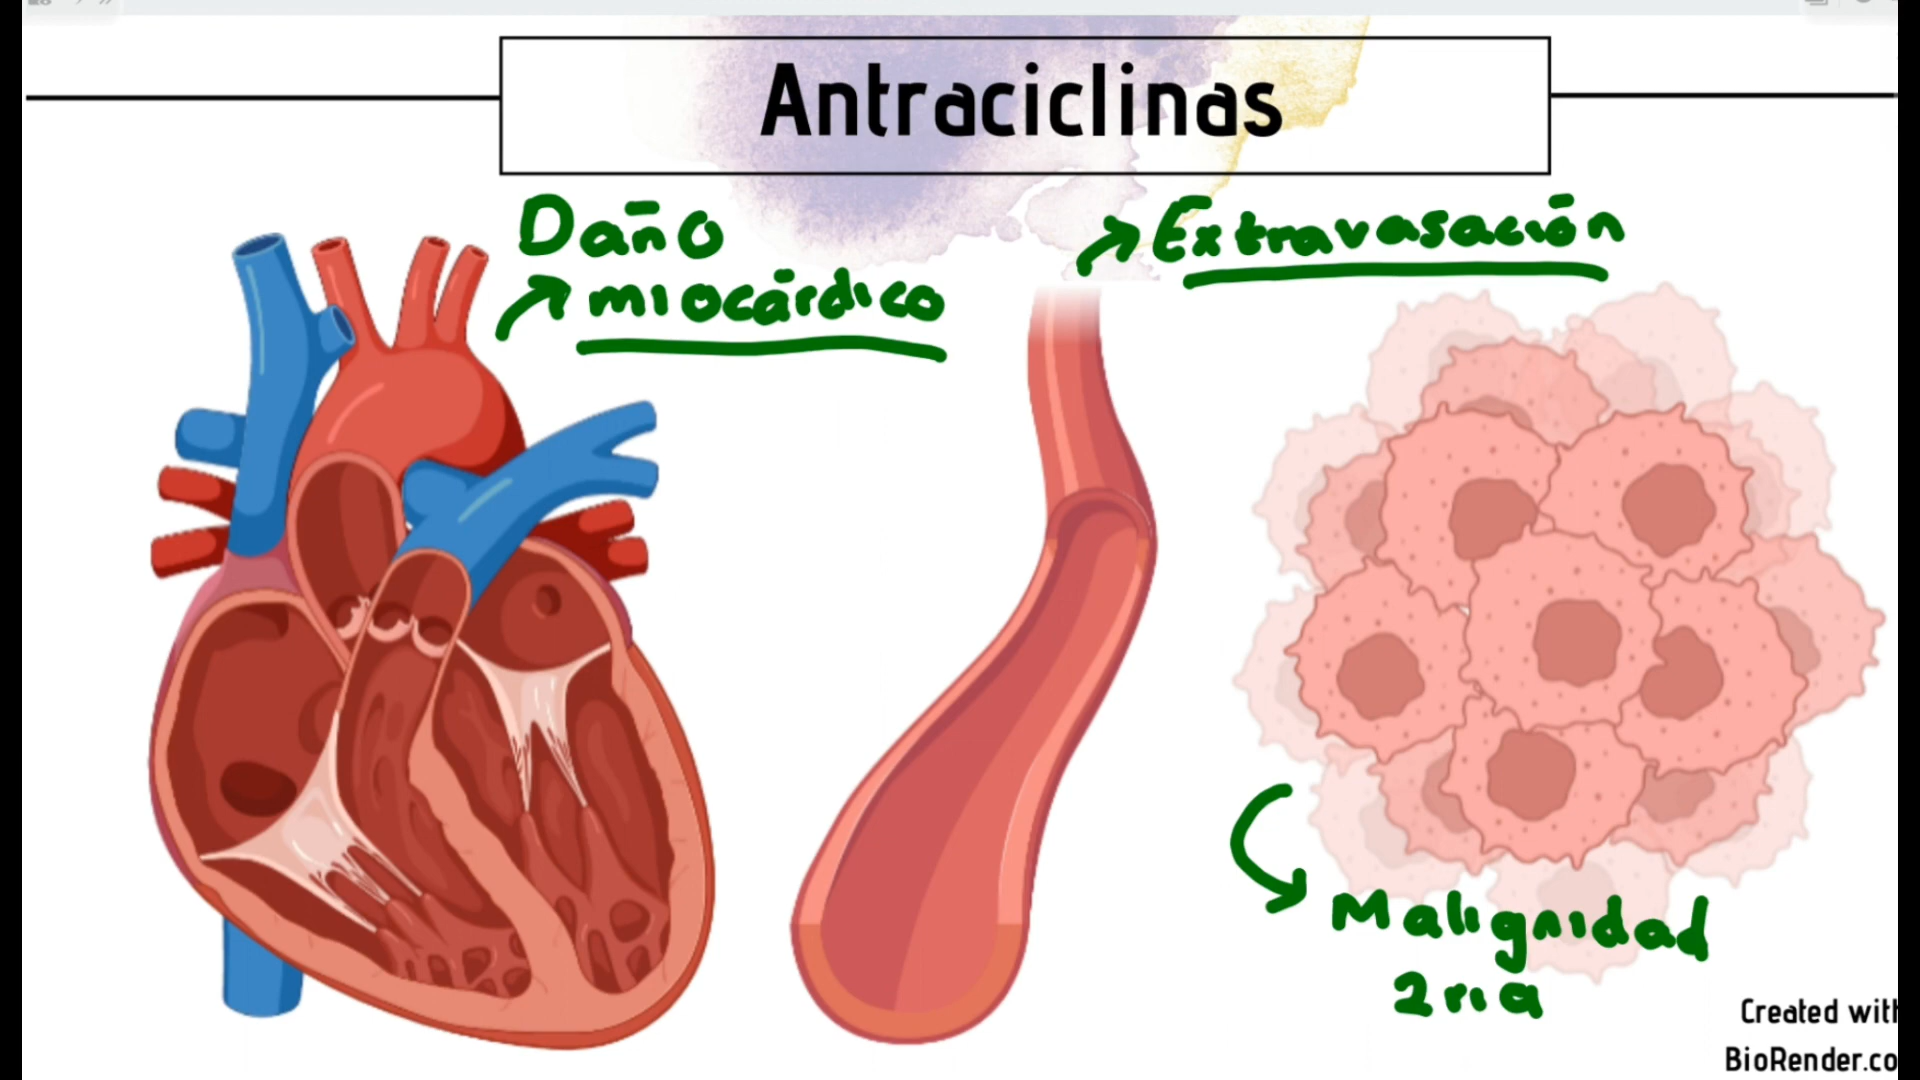 Antraciclinas
Daño
miocárdico
Extravasación
Malignidad
2ria
Created with
BioRender.co